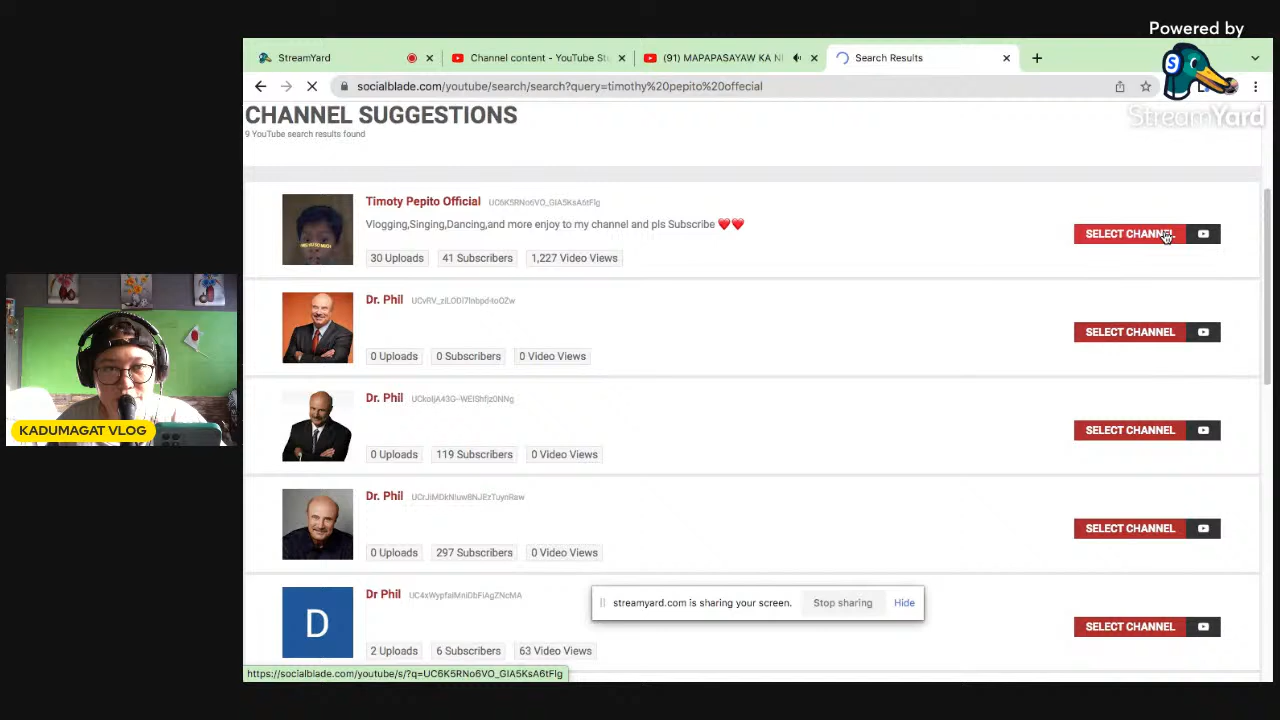 Powered by
StreamYard
StreamYard
Channel content - YouTube Stu
(91) MAPAPASAYAW KA NI
Search Results
socialblade.com/youtube/search/search?query=timothy%20pepito%20offecial
CHANNEL SUGGESTIONS
9 YouTube search results found
Timoty Pepito Official UC6K5RNo6VO_GIA5KsA6tFlg
Vlogging,Singing,Dancing,and more enjoy to my channel and pls Subscribe ❤️❤️
30 Uploads 41 Subscribers 1,227 Video Views
SELECT CHANNEL
Dr. Phil
0 Uploads 0 Subscribers 0 Video Views
SELECT CHANNEL
Dr. Phil
0 Uploads 119 Subscribers 0 Video Views
SELECT CHANNEL
Dr. Phil
0 Uploads 297 Subscribers 0 Video Views
SELECT CHANNEL
D
Dr Phil
2 Uploads 6 Subscribers 63 Video Views
SELECT CHANNEL
streamyard.com is sharing your screen. Stop sharing Hide
https://socialblade.com/youtube/s/?q=UC6K5RNo6VO_GIA5KsA6tFlg
KADUMAGAT VLOG